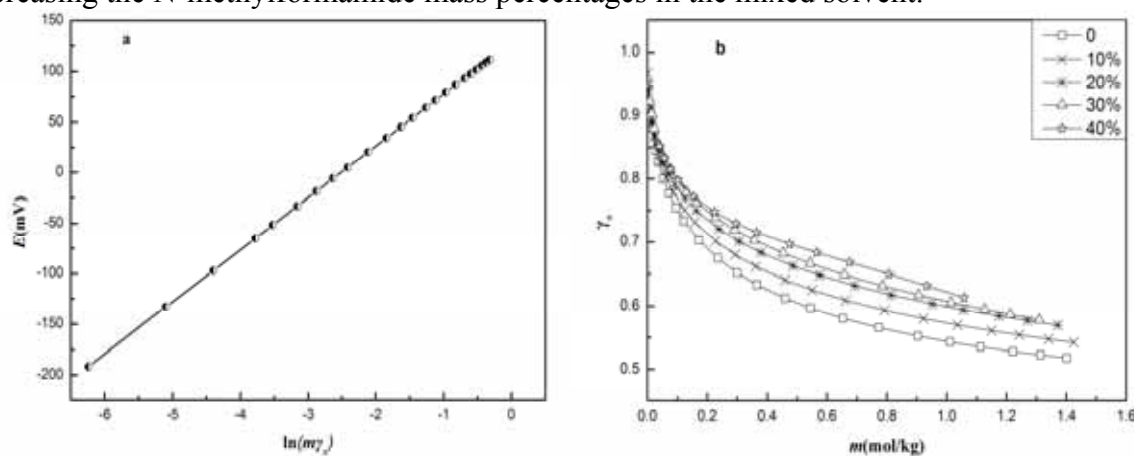 creasing the N-methylformamide mass percentages in the mixed solvent.
a
150
100
50
0
-50
-100
-150
-200
E(mV)
-6 -5 -4 -3 -2 -1 0
ln(mγ±)
b
0
10%
20%
30%
40%
1.0
0.9
0.8
0.7
0.6
0.5
γ±
0.0 0.2 0.4 0.6 0.8 1.0 1.2 1.4 1.6
m(mol/kg)